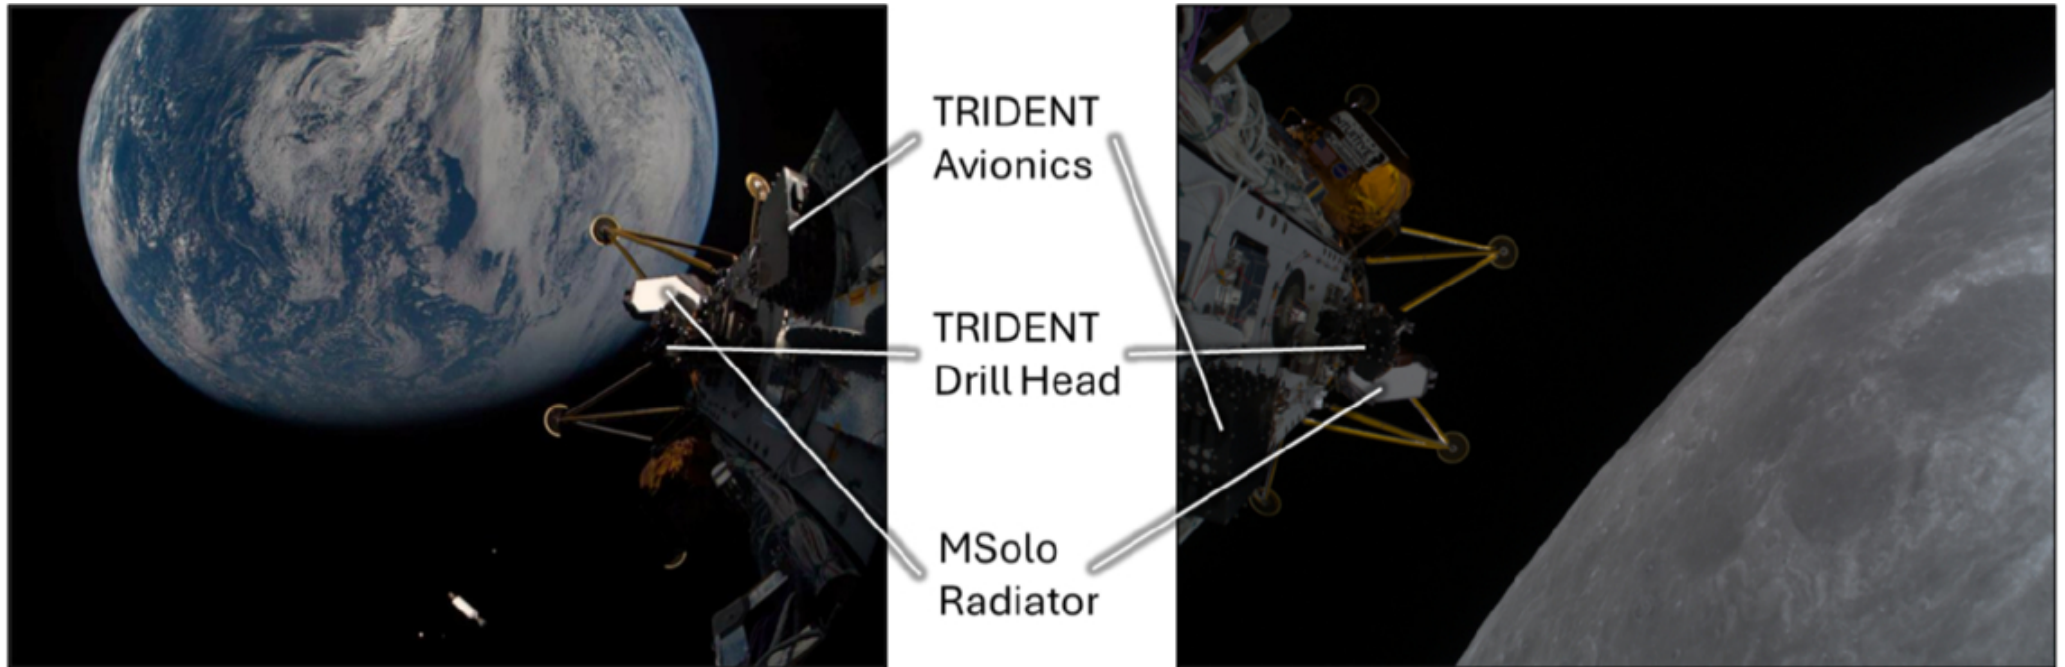 TRIDENT
Avionics
TRIDENT
Drill Head
MSolo
Radiator